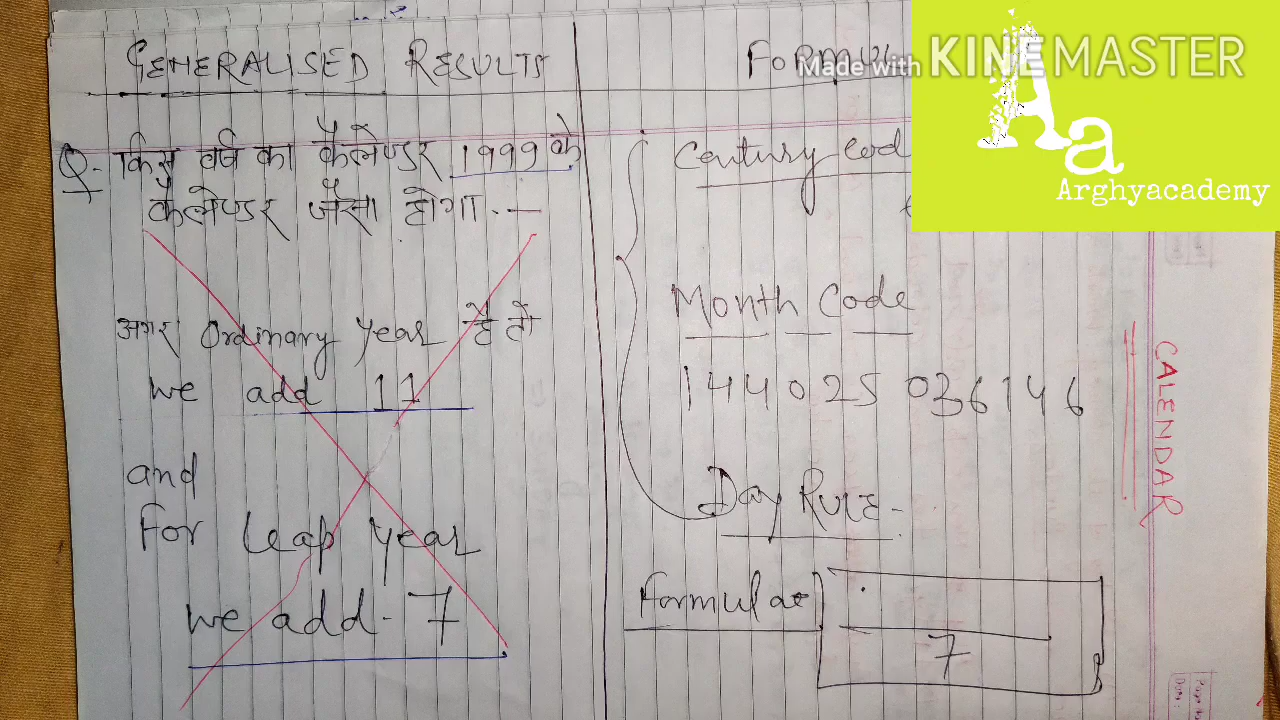 GENERALISED RESULTS
Q. किस वर्ष का कैलेण्डर 1999 के
कैलेण्डर जैसा होगा.—
अगर ordinary year है तो
we add 11
and
For Leap year
we add - 7
Made with KINEMASTER
Aa
Arghyacademy
Century
Month Code
144025036146
Day Rule -
Formulae
7
CALENDAR